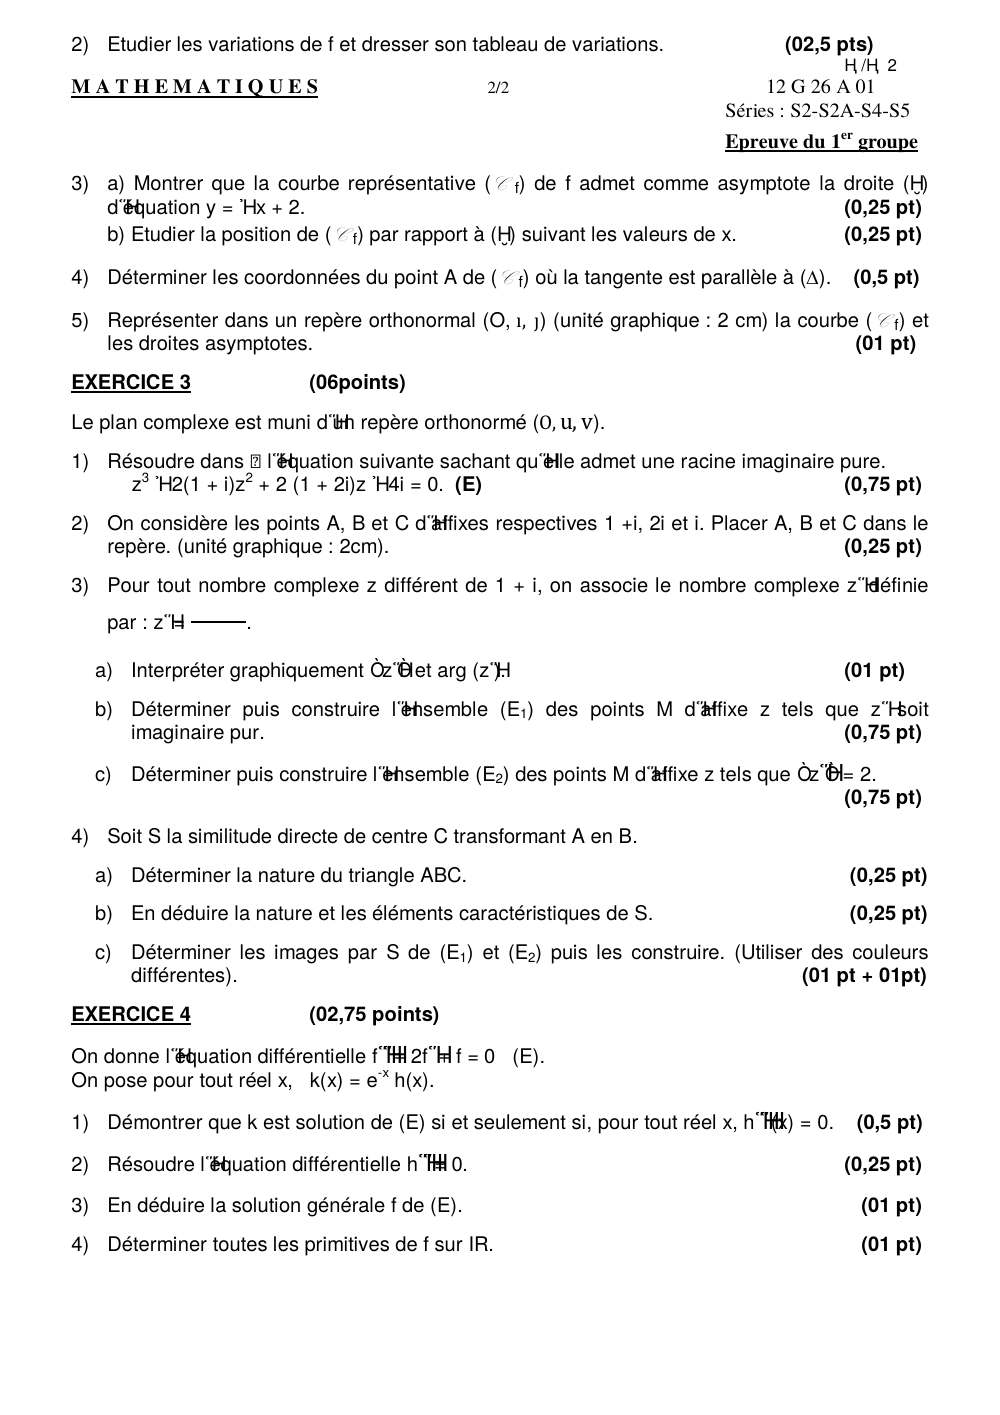 2) Etudier les variations de f et dresser son tableau de variations. (02,5 pts)
/ 2
MATHEMATIQUES 2/2 12 G 26 A 01
Séries : S2-S2A-S4-S5
Epreuve du 1er groupe
3) a) Montrer que la courbe représentative (𝒞f) de f admet comme asymptote la droite ( )
d équation y = x + 2. (0,25 pt)
b) Etudier la position de (𝒞f) par rapport à ( ) suivant les valeurs de x. (0,25 pt)
4) Déterminer les coordonnées du point A de (𝒞f) où la tangente est parallèle à (Δ). (0,5 pt)
5) Représenter dans un repère orthonormal (O, ı, ȷ) (unité graphique : 2 cm) la courbe (𝒞f) et
les droites asymptotes. (01 pt)
EXERCICE 3 (06points)
Le plan complexe est muni d un repère orthonormé (O, u, v).
1) Résoudre dans l équation suivante sachant qu elle admet une racine imaginaire pure.
z³ 2(1 + i)z² + 2 (1 + 2i)z 4i = 0. (E) (0,75 pt)
2) On considère les points A, B et C d affixes respectives 1 +i, 2i et i. Placer A, B et C dans le
repère. (unité graphique : 2cm). (0,25 pt)
3) Pour tout nombre complexe z différent de 1 + i, on associe le nombre complexe z définie
par : z = .
a) Interpréter graphiquement z et arg (z ). (01 pt)
b) Déterminer puis construire l ensemble (E₁) des points M d affixe z tels que z soit
imaginaire pur. (0,75 pt)
c) Déterminer puis construire l ensemble (E₂) des points M d affixe z tels que z = 2.
(0,75 pt)
4) Soit S la similitude directe de centre C transformant A en B.
a) Déterminer la nature du triangle ABC. (0,25 pt)
b) En déduire la nature et les éléments caractéristiques de S. (0,25 pt)
c) Déterminer les images par S de (E₁) et (E₂) puis les construire. (Utiliser des couleurs
différentes). (01 pt + 01pt)
EXERCICE 4 (02,75 points)
On donne l équation différentielle f 2f f = 0 (E).
On pose pour tout réel x, k(x) = e⁻ˣ h(x).
1) Démontrer que k est solution de (E) si et seulement si, pour tout réel x, h (x) = 0. (0,5 pt)
2) Résoudre l équation différentielle h = 0. (0,25 pt)
3) En déduire la solution générale f de (E). (01 pt)
4) Déterminer toutes les primitives de f sur IR. (01 pt)